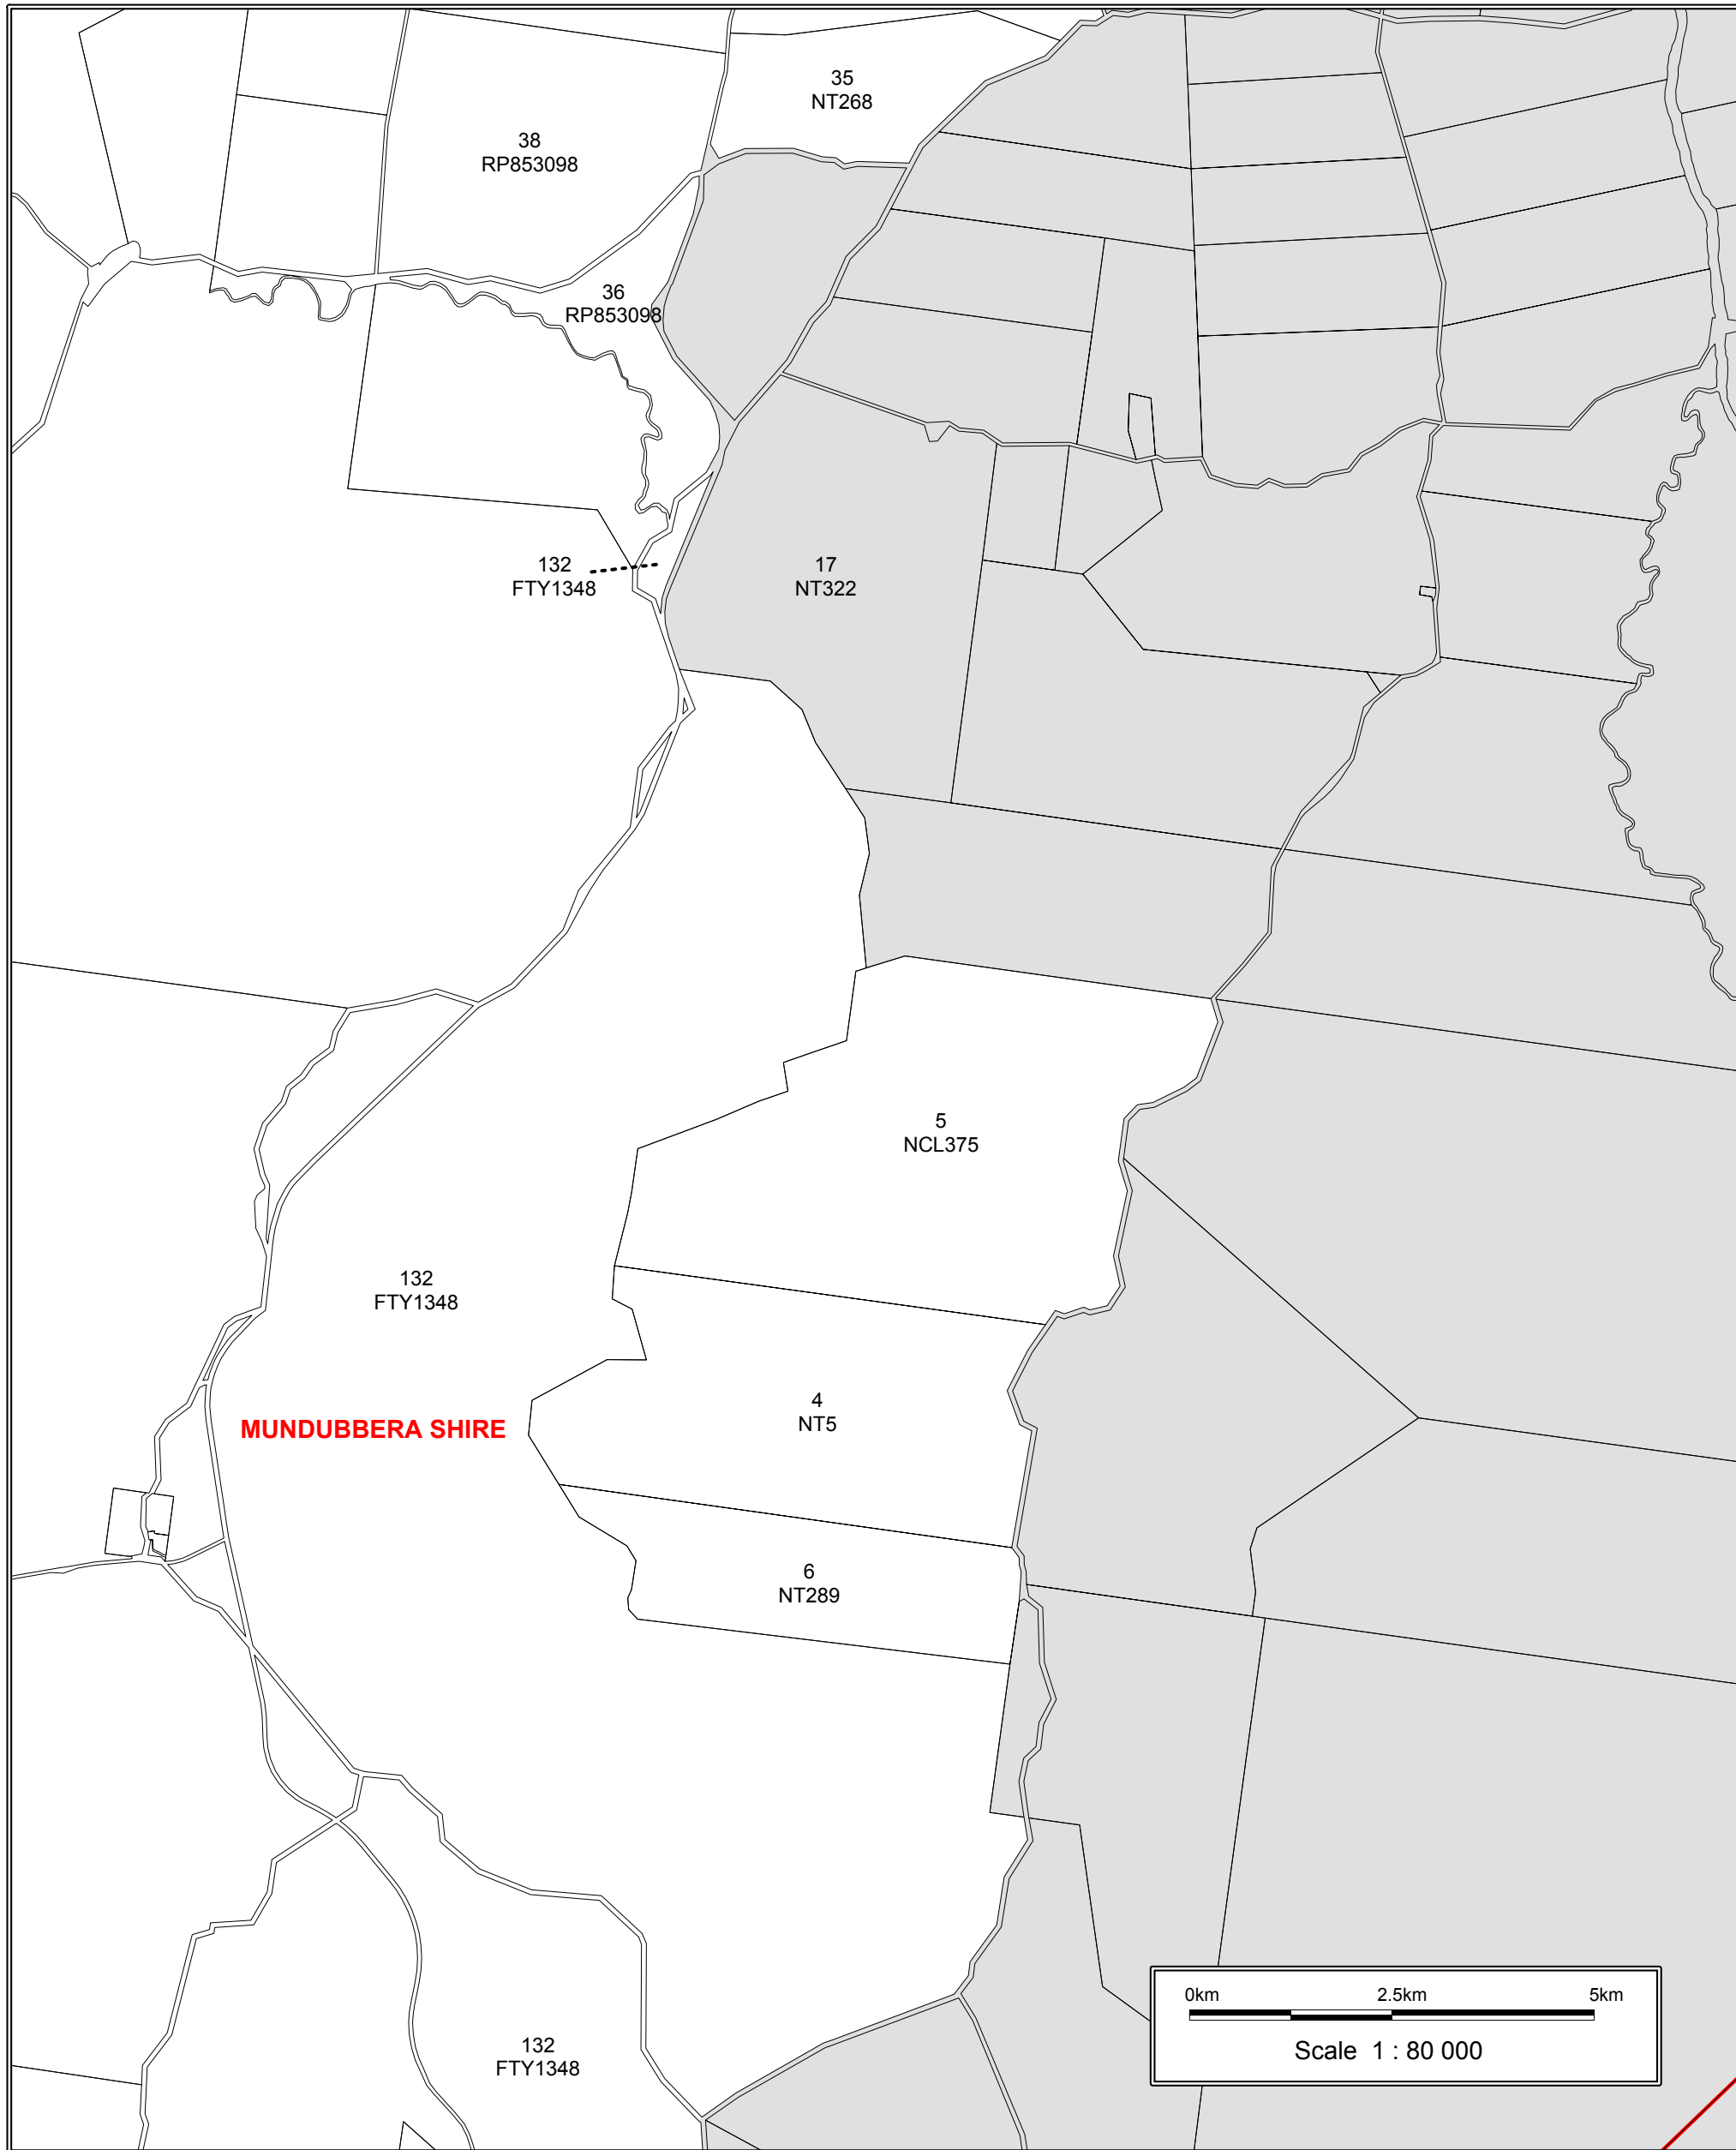 35
NT268
38
RP853098
36
RP853098
132
FTY1348
17
NT322
5
NCL375
132
FTY1348
4
NT5
MUNDUBBERA SHIRE
6
NT289
0km 2.5km 5km
Scale 1 : 80 000
132
FTY1348